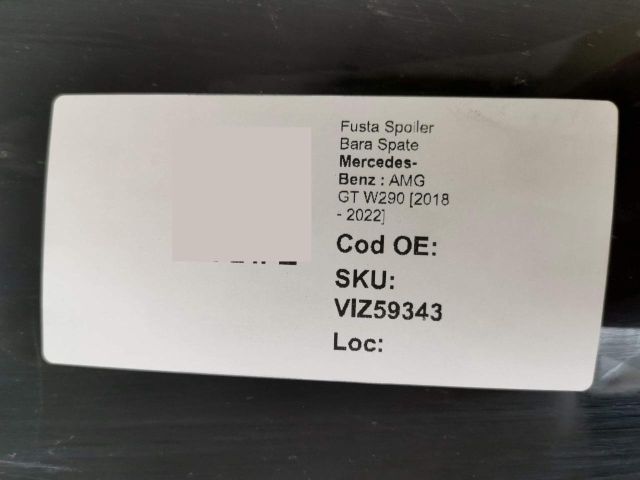 Fusta Spoiler
Bara Spate
Mercedes-
Benz : AMG
GT W290 [2018
- 2022]
Cod OE:
SKU:
VIZ59343
Loc: